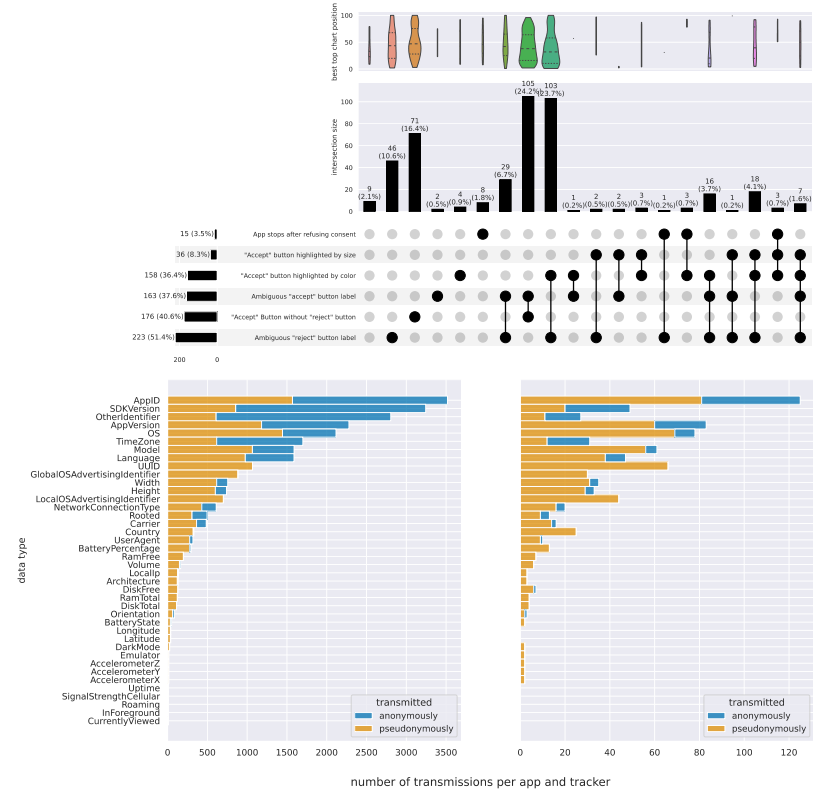 best top chart position
100
50
0
intersection size
100
80
60
40
20
0
9
(2.1%)
46
(10.6%)
71
(16.4%)
2
(0.5%)
4
(0.9%)
8
(1.8%)
29
(6.7%)
105
(24.2%)
103
(23.7%)
1
(0.2%)
2
(0.5%)
2
(0.5%)
3
(0.7%)
1
(0.2%)
3
(0.7%)
16
(3.7%)
1
(0.2%)
18
(4.1%)
3
(0.7%)
7
(1.6%)
15 (3.5%) App stops after refusing consent
36 (8.3%) "Accept" button highlighted by size
158 (36.4%) "Accept" button highlighted by color
163 (37.6%) Ambiguous "accept" button label
176 (40.6%) "Accept" Button without "reject" button
223 (51.4%) Ambiguous "reject" button label
200 0
data type
AppID
SDKVersion
OtherIdentifier
AppVersion
OS
TimeZone
Model
Language
UUID
GlobalOSAdvertisingIdentifier
Width
Height
LocalOSAdvertisingIdentifier
NetworkConnectionType
Rooted
Carrier
Country
UserAgent
BatteryPercentage
RamFree
Volume
LocalIp
Architecture
DiskFree
RamTotal
DiskTotal
Orientation
BatteryState
Longitude
Latitude
DarkMode
Emulator
AccelerometerZ
AccelerometerY
AccelerometerX
Uptime
SignalStrengthCellular
Roaming
InForeground
CurrentlyViewed
transmitted
anonymously
pseudonymously
0 500 1000 1500 2000 2500 3000 3500
transmitted
anonymously
pseudonymously
0 20 40 60 80 100 120
number of transmissions per app and tracker